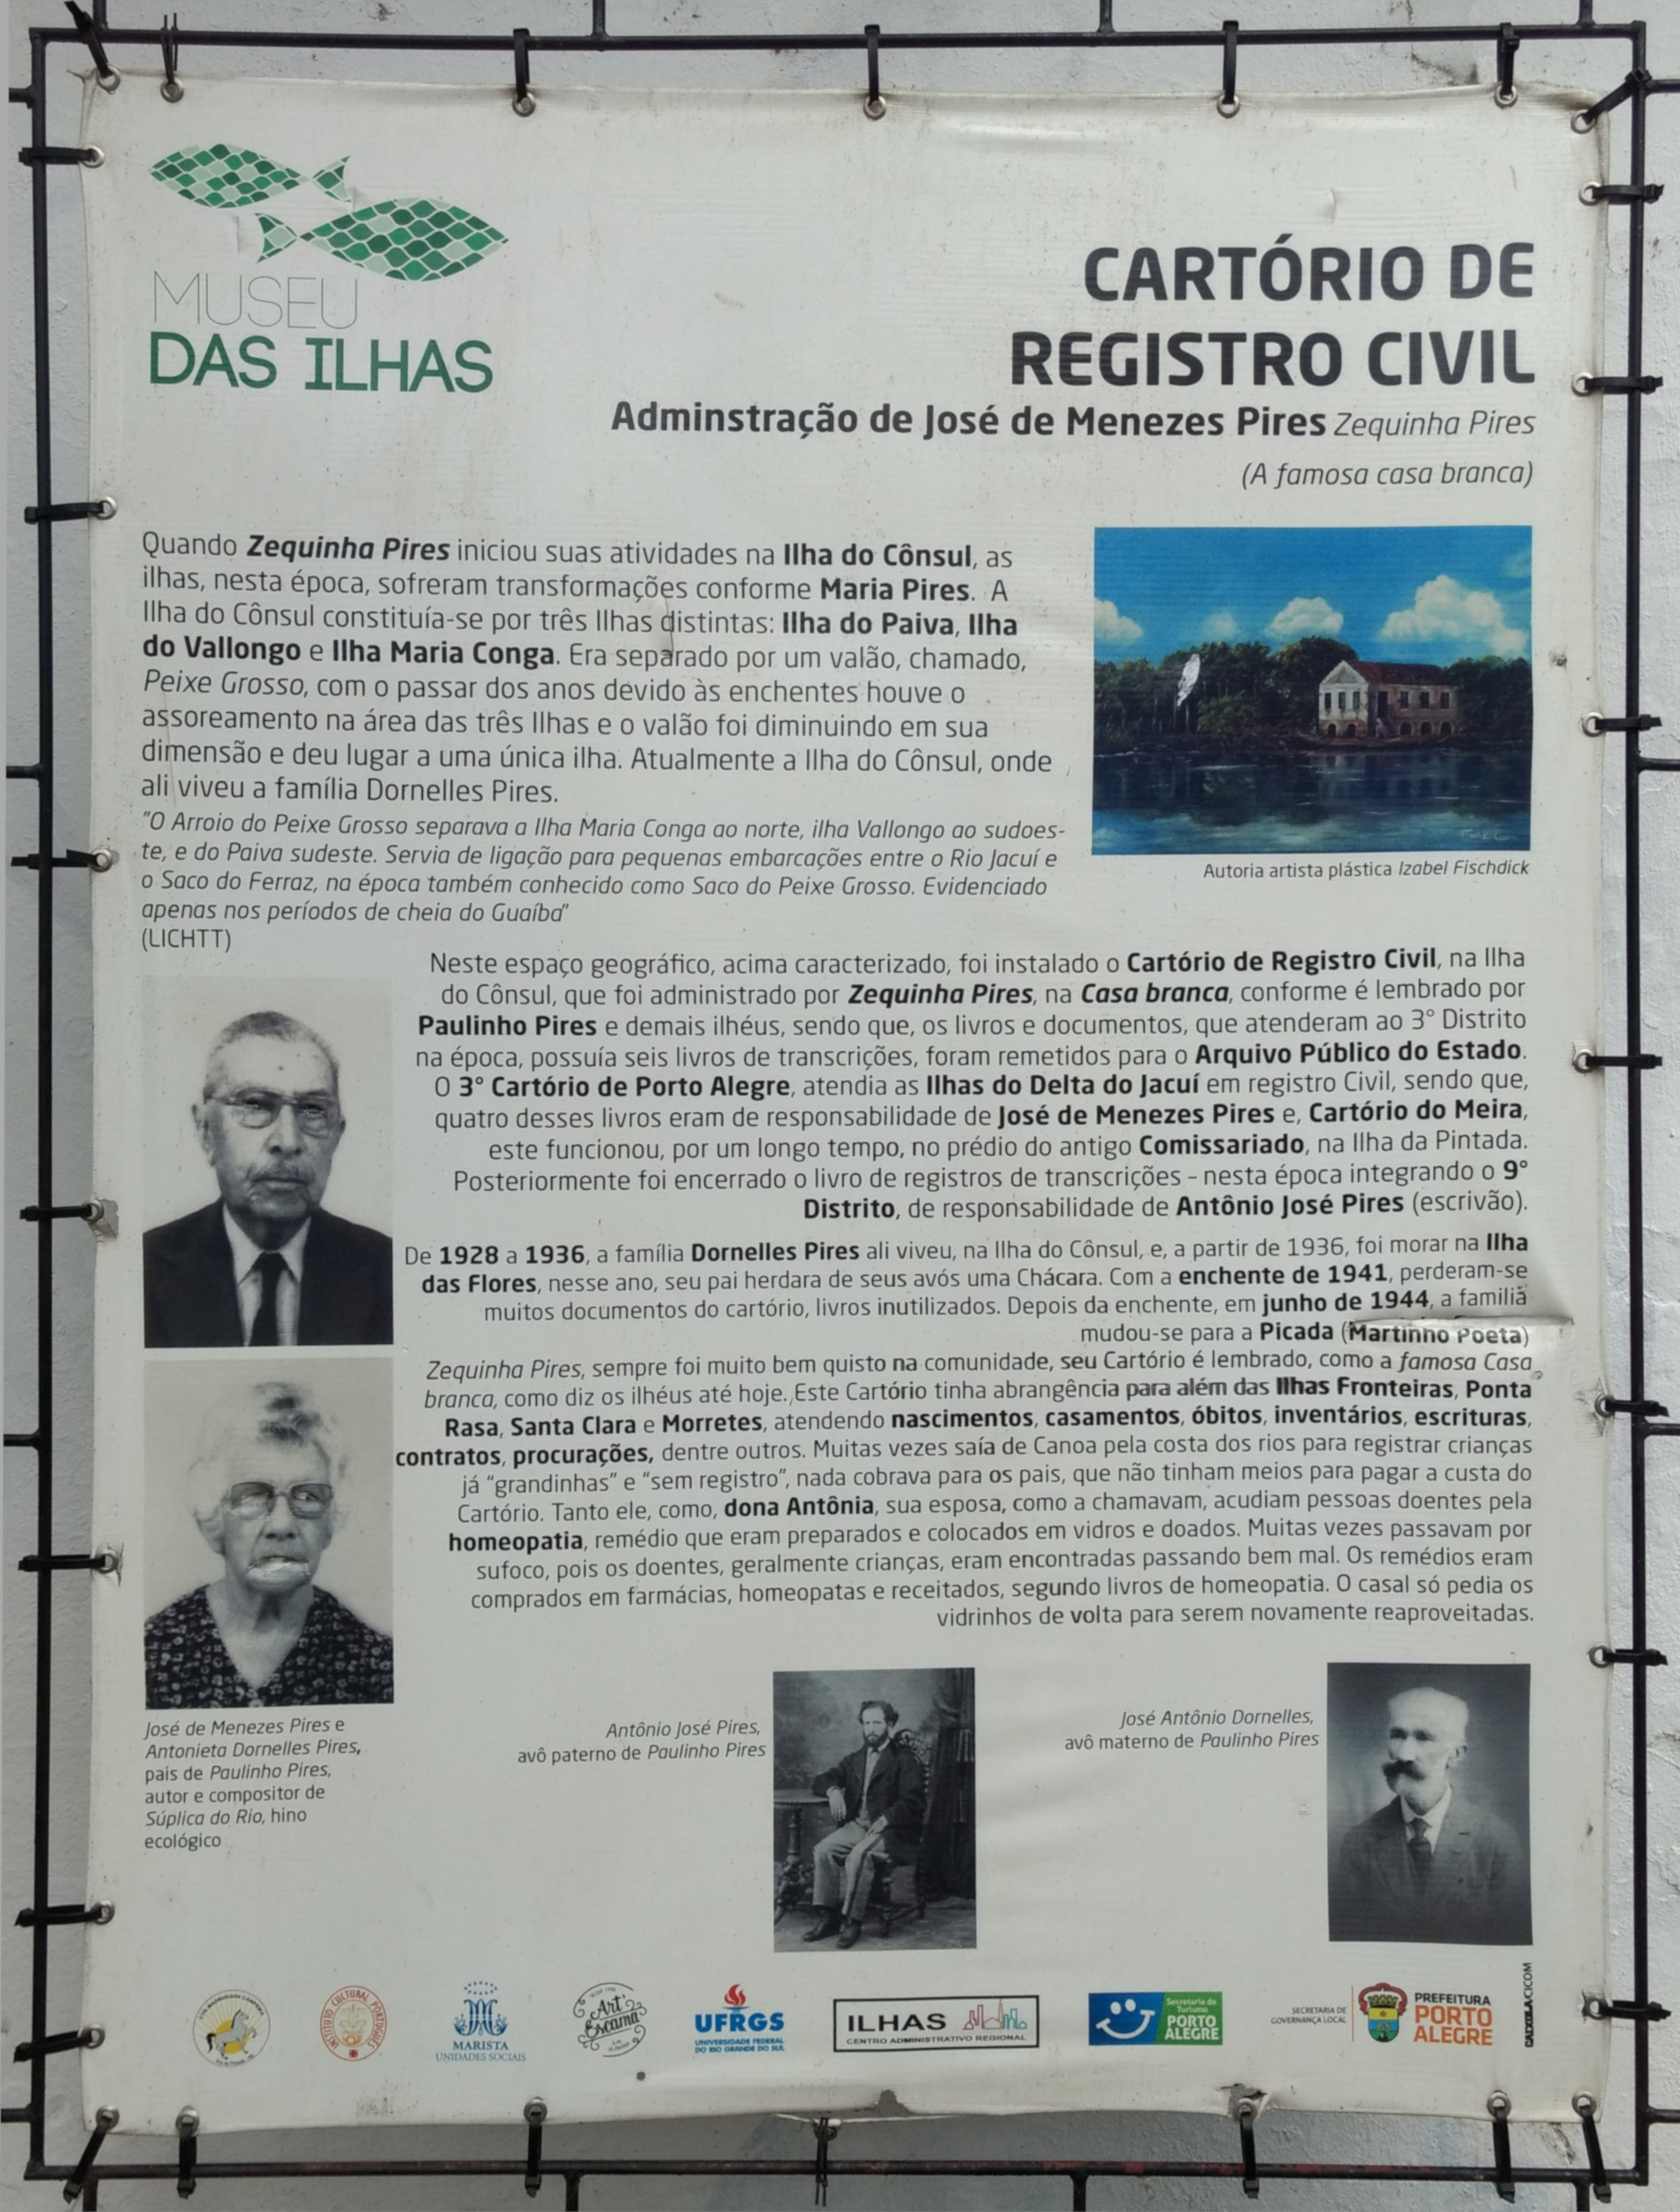 MUSEU
DAS ILHAS
CARTÓRIO DE
REGISTRO CIVIL
Adminstração de José de Menezes Pires Zequinha Pires
(A famosa casa branca)
Quando Zequinha Pires iniciou suas atividades na Ilha do Cônsul, as
ilhas, nesta época, sofreram transformações conforme Maria Pires. A
Ilha do Cônsul constituía-se por três Ilhas distintas: Ilha do Paiva, Ilha
do Vallongo e Ilha Maria Conga. Era separado por um valão, chamado,
Peixe Grosso, com o passar dos anos devido às enchentes houve o
assoreamento na área das três Ilhas e o valão foi diminuindo em sua
dimensão e deu lugar a uma única ilha. Atualmente a Ilha do Cônsul, onde
ali viveu a família Dornelles Pires.
"O Arroio do Peixe Grosso separava a Ilha Maria Conga ao norte, ilha Vallongo ao sudoes-
te, e do Paiva sudeste. Servia de ligação para pequenas embarcações entre o Rio Jacuí e
o Saco do Ferraz, na época também conhecido como Saco do Peixe Grosso. Evidenciado
apenas nos períodos de cheia do Guaíba"
(LICHTT)
Autoria artista plástica Izabel Fischdick
Neste espaço geográfico, acima caracterizado, foi instalado o Cartório de Registro Civil, na Ilha
do Cônsul, que foi administrado por Zequinha Pires, na Casa branca, conforme é lembrado por
Paulinho Pires e demais ilhéus, sendo que, os livros e documentos, que atenderam ao 3° Distrito
na época, possuía seis livros de transcrições, foram remetidos para o Arquivo Público do Estado.
O 3° Cartório de Porto Alegre, atendia as Ilhas do Delta do Jacuí em registro Civil, sendo que,
quatro desses livros eram de responsabilidade de José de Menezes Pires e, Cartório do Meira,
este funcionou, por um longo tempo, no prédio do antigo Comissariado, na Ilha da Pintada.
Posteriormente foi encerrado o livro de registros de transcrições – nesta época integrando o 9°
Distrito, de responsabilidade de Antônio José Pires (escrivão).
De 1928 a 1936, a família Dornelles Pires ali viveu, na Ilha do Cônsul, e, a partir de 1936, foi morar na Ilha
das Flores, nesse ano, seu pai herdara de seus avós uma Chácara. Com a enchente de 1941, perderam-se
muitos documentos do cartório, livros inutilizados. Depois da enchente, em junho de 1944, a família
mudou-se para a Picada (Martinho Poeta)
Zequinha Pires, sempre foi muito bem quisto na comunidade, seu Cartório é lembrado, como a famosa Casa
branca, como diz os ilhéus até hoje. Este Cartório tinha abrangência para além das Ilhas Fronteiras, Ponta
Rasa, Santa Clara e Morretes, atendendo nascimentos, casamentos, óbitos, inventários, escrituras,
contratos, procurações, dentre outros. Muitas vezes saía de Canoa pela costa dos rios para registrar crianças
já "grandinhas" e "sem registro", nada cobrava para os pais, que não tinham meios para pagar a custa do
Cartório. Tanto ele, como, dona Antônia, sua esposa, como a chamavam, acudiam pessoas doentes pela
homeopatia, remédio que eram preparados e colocados em vidros e doados. Muitas vezes passavam por
sufoco, pois os doentes, geralmente crianças, eram encontradas passando bem mal. Os remédios eram
comprados em farmácias, homeopatas e receitados, segundo livros de homeopatia. O casal só pedia os
vidrinhos de volta para serem novamente reaproveitadas.
José de Menezes Pires e
Antonieta Dornelles Pires,
pais de Paulinho Pires,
autor e compositor de
Súplica do Rio, hino
ecológico
Antônio José Pires,
avô paterno de Paulinho Pires
José Antônio Dornelles,
avô materno de Paulinho Pires
INSTITUTO CULTURAL PORTUGUÊS
MARISTA
UNIDADES SOCIAIS
Art'
Escama
UFRGS
UNIVERSIDADE FEDERAL
DO RIO GRANDE DO SUL
ILHAS
CENTRO ADMINISTRATIVO REGIONAL
Secretaria de
Turismo
PORTO
ALEGRE
SECRETARIA DE
GOVERNANÇA LOCAL
PREFEITURA
PORTO
ALEGRE